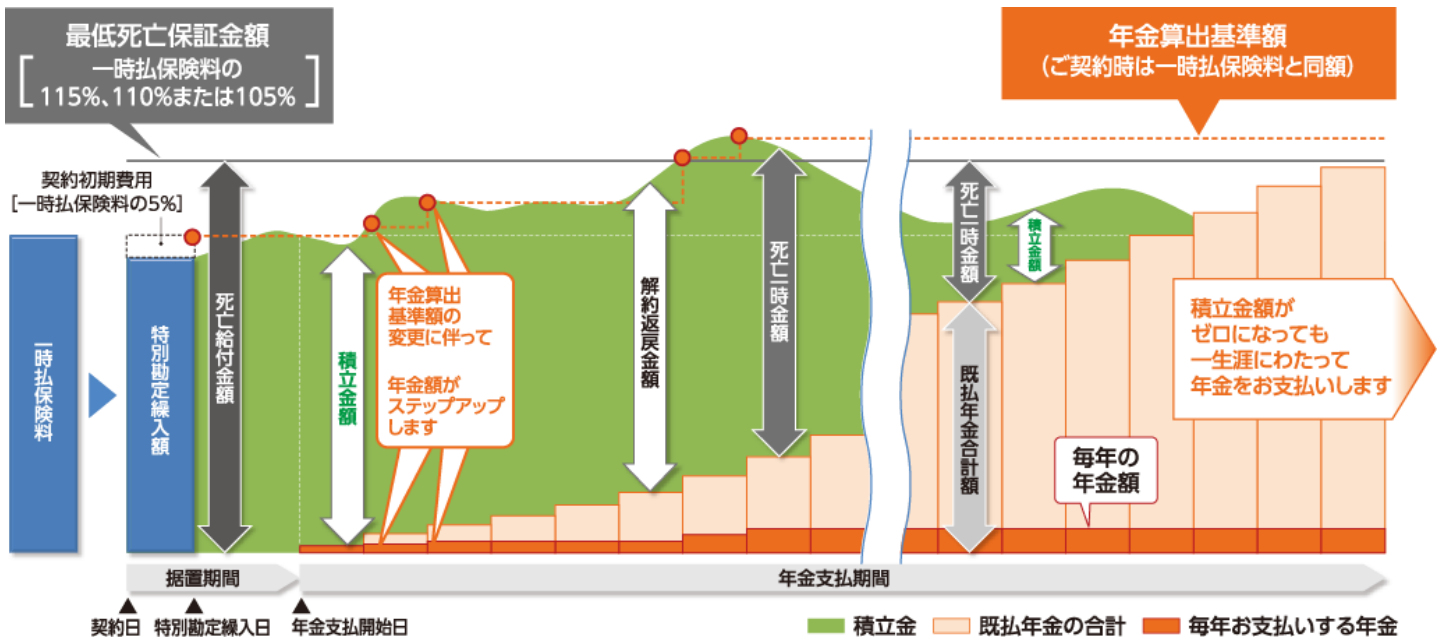 最低死亡保証金額
一時払保険料の
115%、110%または105%
年金算出基準額
(ご契約時は一時払保険料と同額)
契約初期費用
[一時払保険料の5%]
一時払保険料
特別勘定繰入額
死亡給付金額
積立金額
年金算出
基準額の
変更に伴って
年金額が
ステップアップ
します
解約返戻金額
死亡一時金額
死亡一時金額
既払年金合計額
積立金額
積立金額が
ゼロになっても
一生涯にわたって
年金をお支払いします
毎年の
年金額
据置期間
年金支払期間
契約日
特別勘定繰入日
年金支払開始日
積立金
既払年金の合計
毎年お支払いする年金